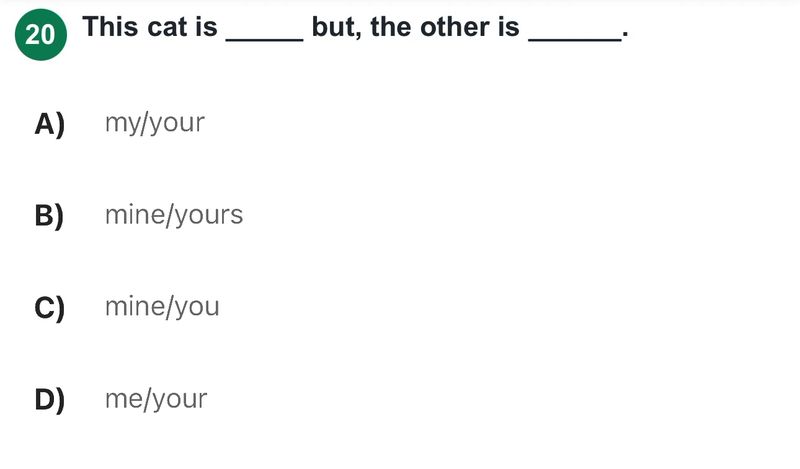 20 This cat is _____ but, the other is ______.
A) my/your
B) mine/yours
C) mine/you
D) me/your